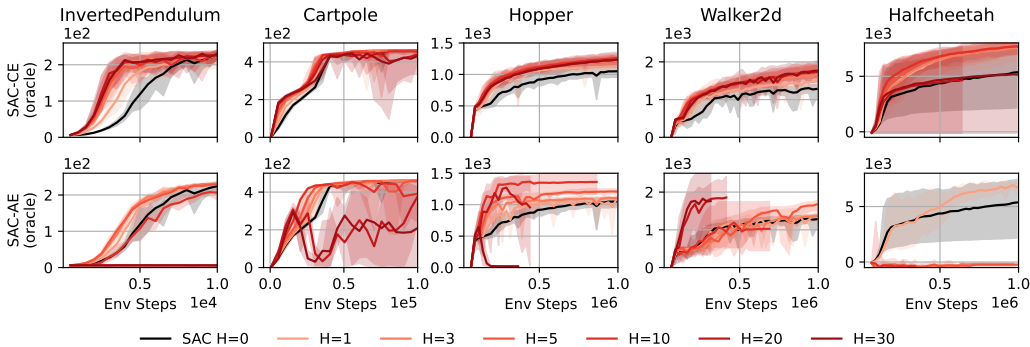 InvertedPendulum Cartpole Hopper Walker2d Halfcheetah
1e2 1e2 1e3 1e3 1e3
SAC-CE
(oracle)
2 1 0
4 2 0
1.5 1.0 0.5 0.0
3 2 1 0
5 0
1e2 1e2 1e3 1e3 1e3
SAC-AE
(oracle)
2 1 0
4 2 0
1.5 1.0 0.5 0.0
2 1 0
5 0
0.5 1.0 0.0 0.5 1.0 0.5 1.0 0.5 1.0 0.5 1.0
Env Steps 1e4 Env Steps 1e5 Env Steps 1e6 Env Steps 1e6 Env Steps 1e6
SAC H=0 H=1 H=3 H=5 H=10 H=20 H=30